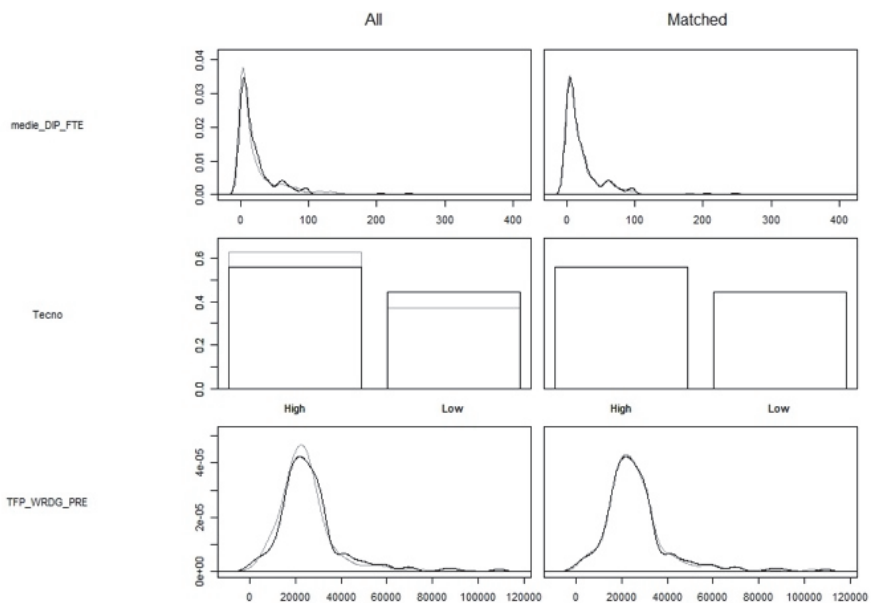 All Matched
medie_DIP_FTE
0.00 0.01 0.02 0.03 0.04
0 100 200 300 400 0 100 200 300 400
Tecno
0.0 0.2 0.4 0.6
High Low High Low
TFP_WRDG_PRE
0e+00 2e-05 4e-05
0 20000 40000 60000 80000 100000 120000 0 20000 40000 60000 80000 100000 120000